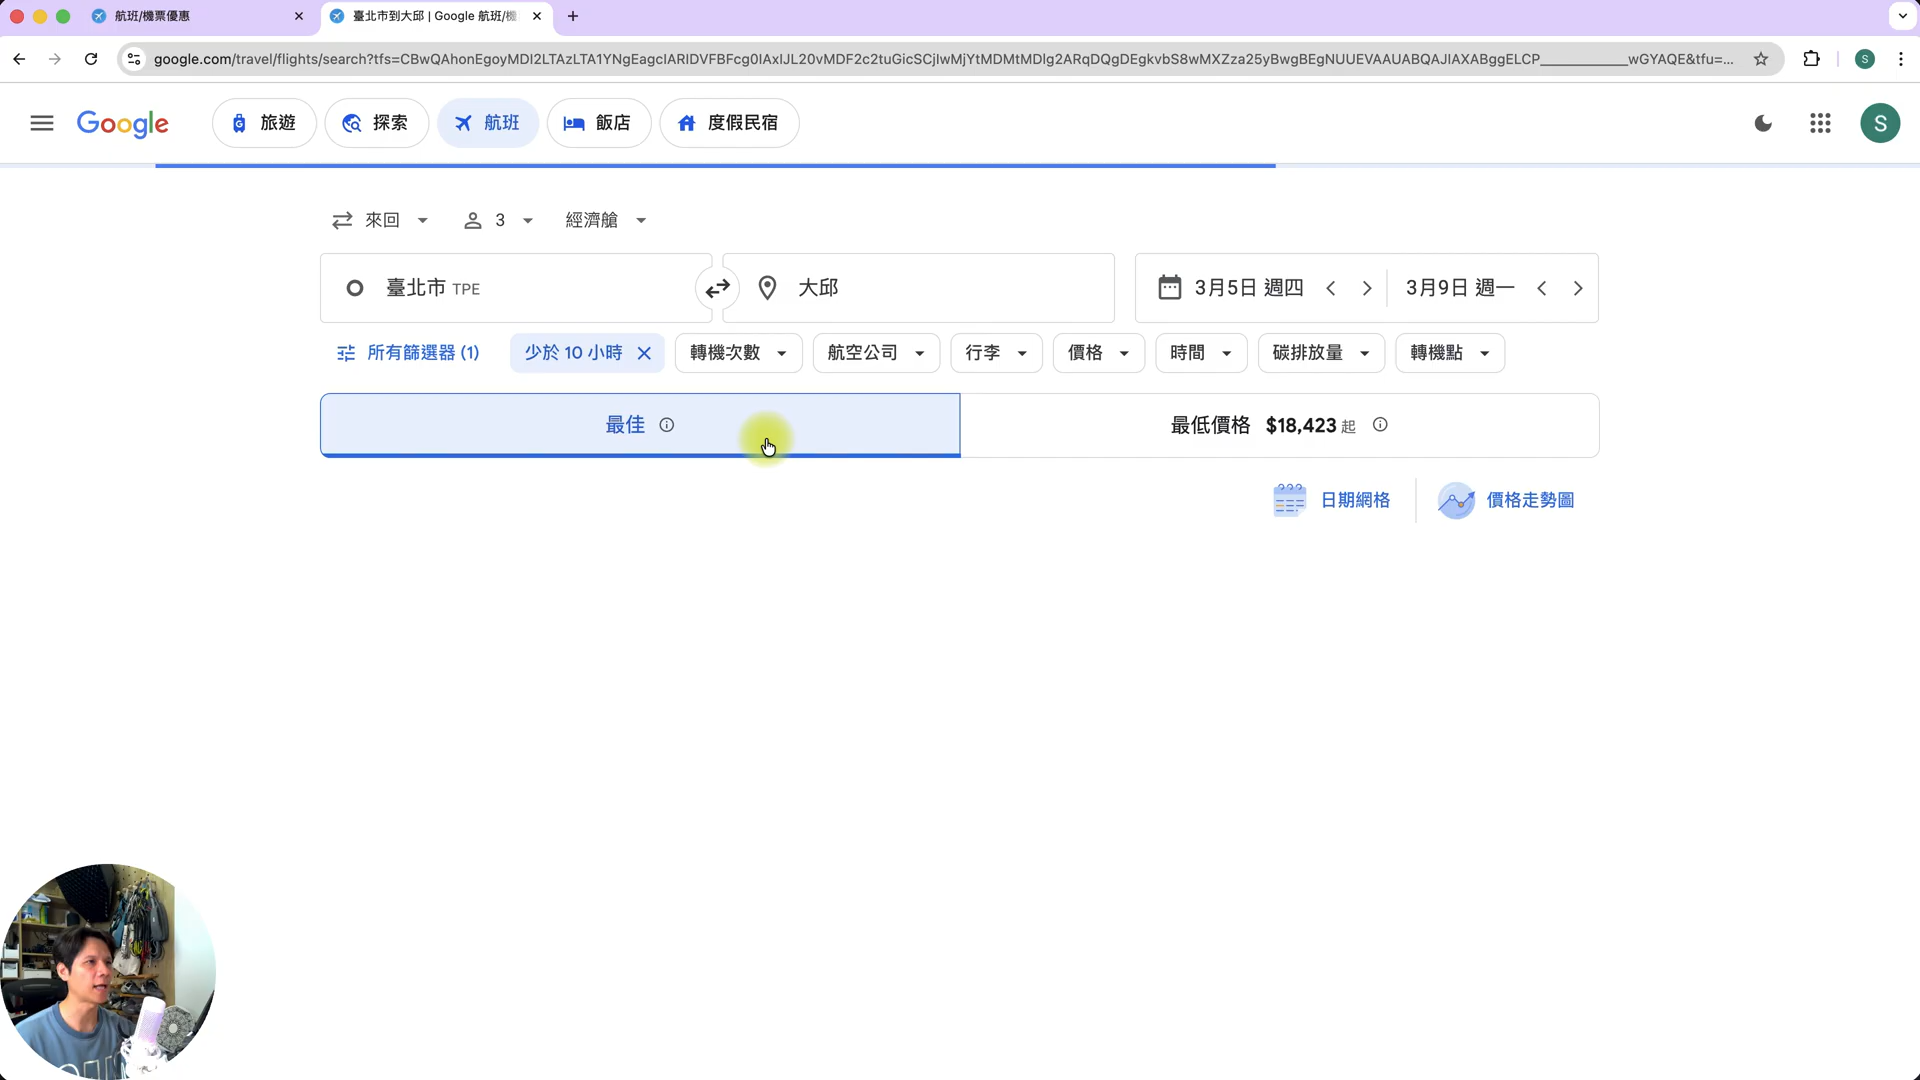 航班/機票優惠
臺北市到大邱 | Google 航班/機
google.com/travel/flights/search?tfs=CBwQAhonEgoyMDI2LTAzLTA1YNgEagcIARIDVFBFcg0IAxIJL20vMDF2c2tuGicSCjIwMjYtMDMtMDlg2ARqDQgDEgkvbS8wMXZza25yBwgBEgNUUEVAAUABQAJIAXABggELCP___________wGYAQE&tfu=...
S
Google
旅遊
探索
航班
飯店
度假民宿
S
來回
3
經濟艙
臺北市 TPE
大邱
3月5日 週四
3月9日 週一
所有篩選器 (1)
少於 10 小時
轉機次數
航空公司
行李
價格
時間
碳排放量
轉機點
最佳
最低價格 $18,423 起
日期網格
價格走勢圖